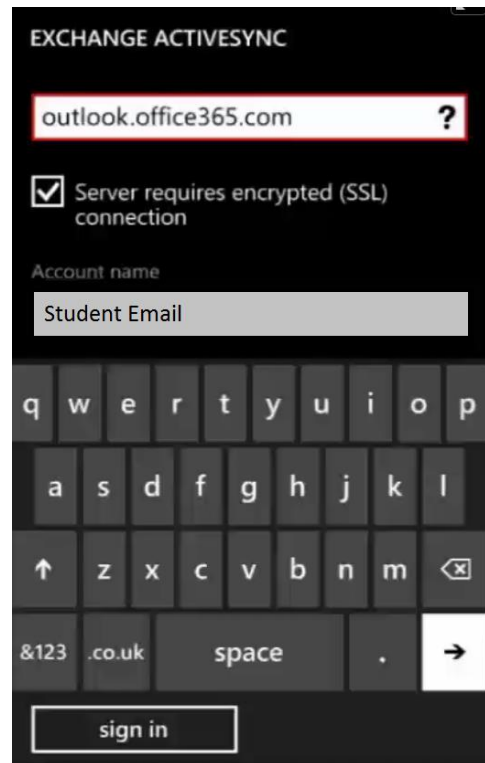 EXCHANGE ACTIVESYNC
outlook.office365.com ?
Server requires encrypted (SSL)
connection
Account name
Student Email
q w e r t y u i o p
a s d f g h j k l
z x c v b n m
&123 .co.uk space .
sign in